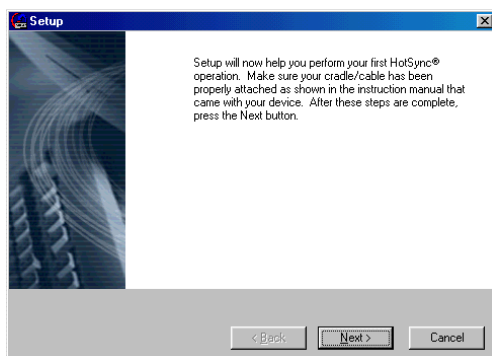 Setup
Setup will now help you perform your first HotSync®
operation. Make sure your cradle/cable has been
properly attached as shown in the instruction manual that
came with your device. After these steps are complete,
press the Next button.
< Back
Next >
Cancel